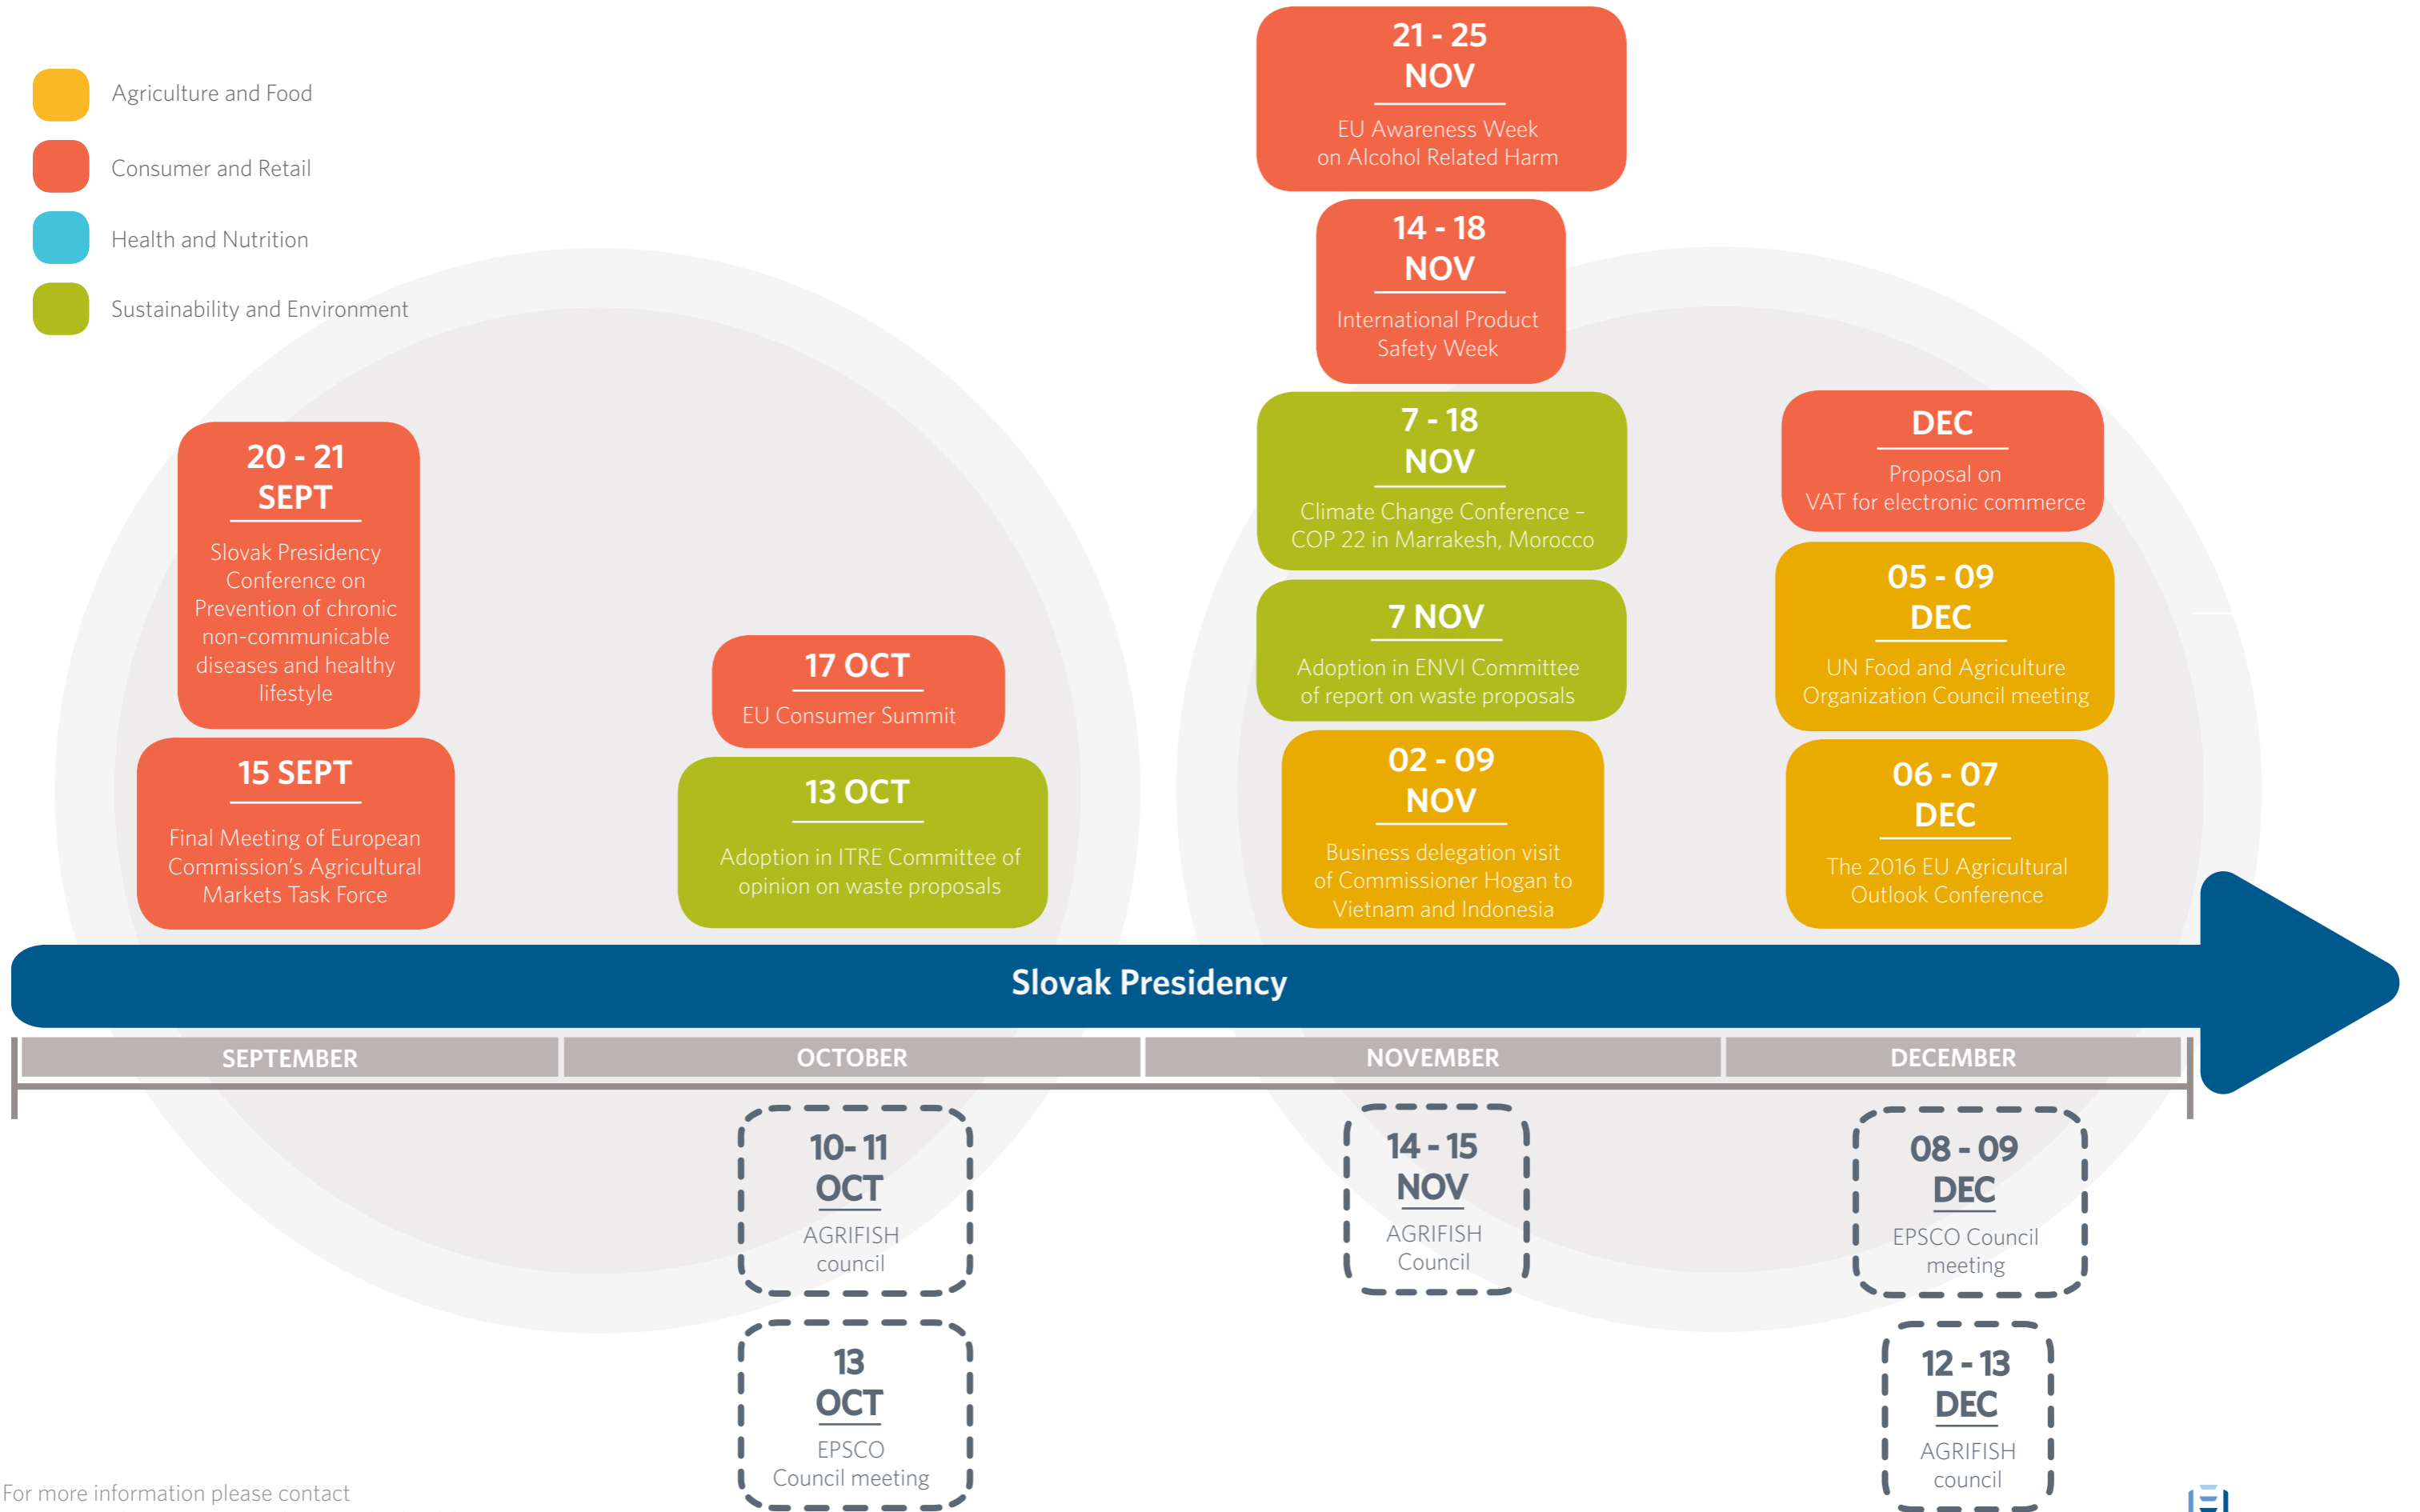 Agriculture and Food
Consumer and Retail
Health and Nutrition
Sustainability and Environment
20 - 21
SEPT
Slovak Presidency
Conference on
Prevention of chronic
non-communicable
diseases and healthy
lifestyle
15 SEPT
Final Meeting of European
Commission's Agricultural
Markets Task Force
17 OCT
EU Consumer Summit
13 OCT
Adoption in ITRE Committee of
opinion on waste proposals
21 - 25
NOV
EU Awareness Week
on Alcohol Related Harm
14 - 18
NOV
International Product
Safety Week
7 - 18
NOV
Climate Change Conference –
COP 22 in Marrakesh, Morocco
7 NOV
Adoption in ENVI Committee
of report on waste proposals
02 - 09
NOV
Business delegation visit
of Commissioner Hogan to
Vietnam and Indonesia
DEC
Proposal on
VAT for electronic commerce
05 - 09
DEC
UN Food and Agriculture
Organization Council meeting
06 - 07
DEC
The 2016 EU Agricultural
Outlook Conference
Slovak Presidency
SEPTEMBER
OCTOBER
NOVEMBER
DECEMBER
10- 11
OCT
AGRIFISH
council
13
OCT
EPSCO
Council meeting
14 - 15
NOV
AGRIFISH
Council
08 - 09
DEC
EPSCO Council
meeting
12 - 13
DEC
AGRIFISH
council
For more information please contact